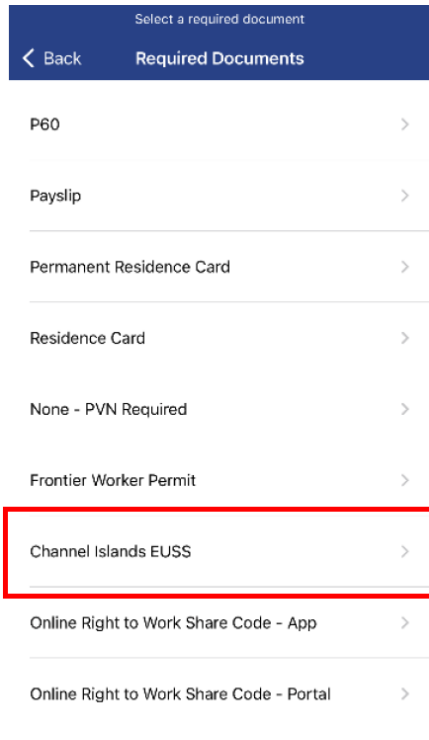 Select a required document
Back Required Documents
P60
Payslip
Permanent Residence Card
Residence Card
None - PVN Required
Frontier Worker Permit
Channel Islands EUSS
Online Right to Work Share Code - App
Online Right to Work Share Code - Portal